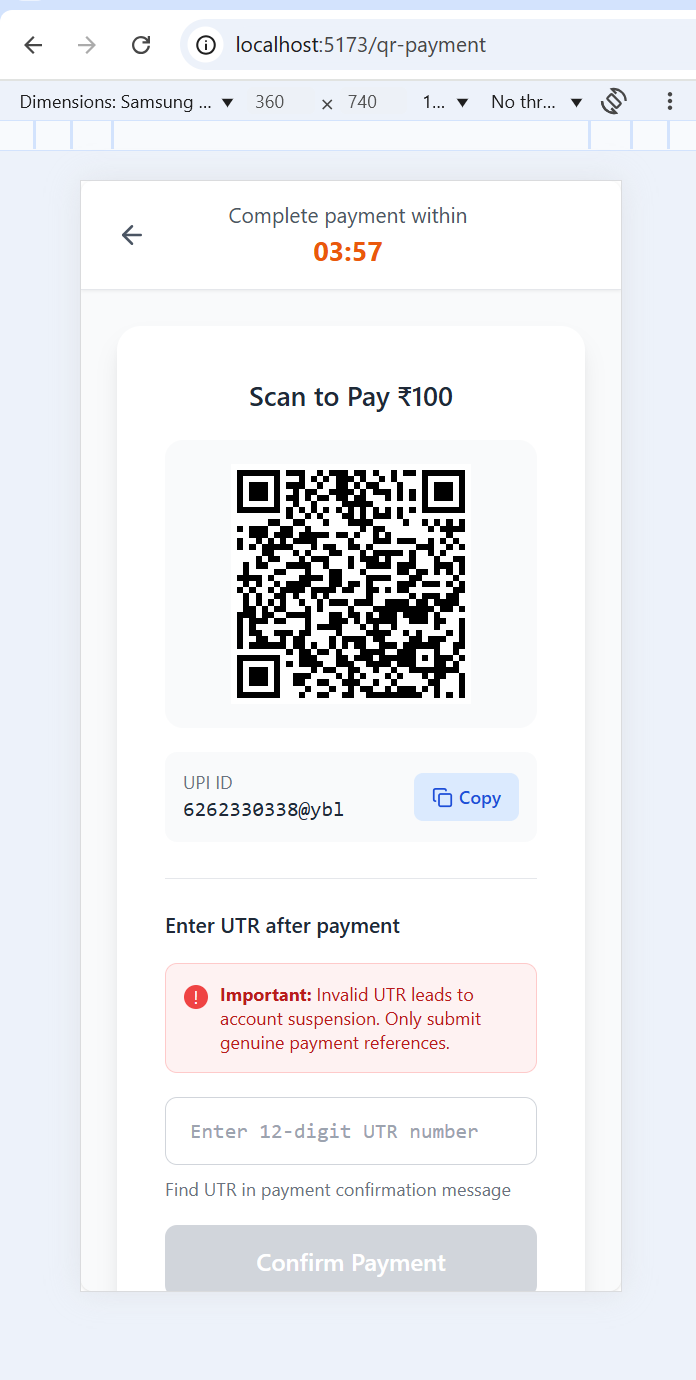 localhost:5173/qr-payment
Dimensions: Samsung ... 360 × 740 1... No thr...
Complete payment within
03:57
Scan to Pay ₹100
UPI ID
6262330338@ybl
Copy
Enter UTR after payment
Important: Invalid UTR leads to
account suspension. Only submit
genuine payment references.
Enter 12-digit UTR number
Find UTR in payment confirmation message
Confirm Payment